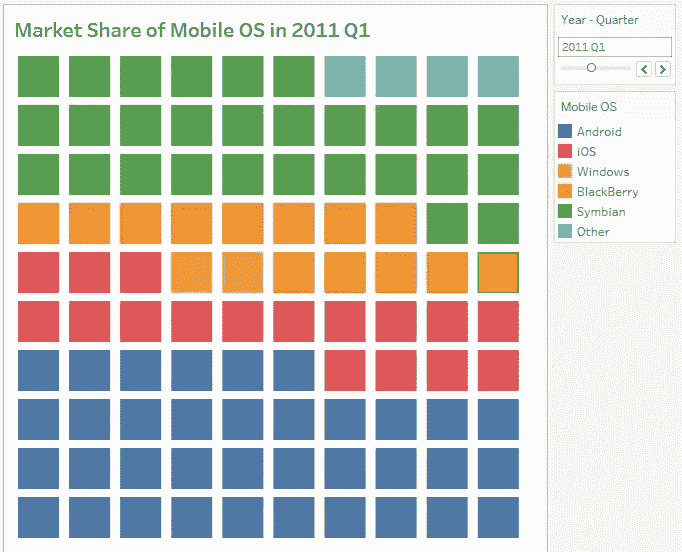 Market Share of Mobile OS in 2011 Q1
Year - Quarter
2011 Q1
Mobile OS
Android
iOS
Windows
BlackBerry
Symbian
Other